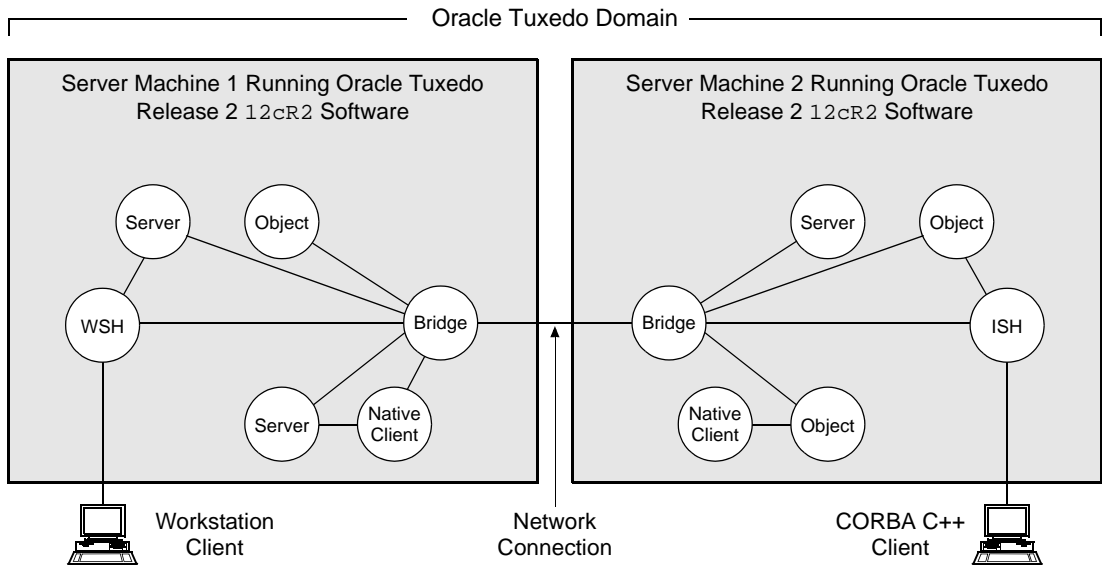 Oracle Tuxedo Domain
Server Machine 1 Running Oracle Tuxedo
Release 2 12cR2 Software
Server Machine 2 Running Oracle Tuxedo
Release 2 12cR2 Software
Server
Object
Server
Object
WSH
Bridge
Bridge
ISH
Server
Native
Client
Native
Client
Object
Workstation
Client
Network
Connection
CORBA C++
Client